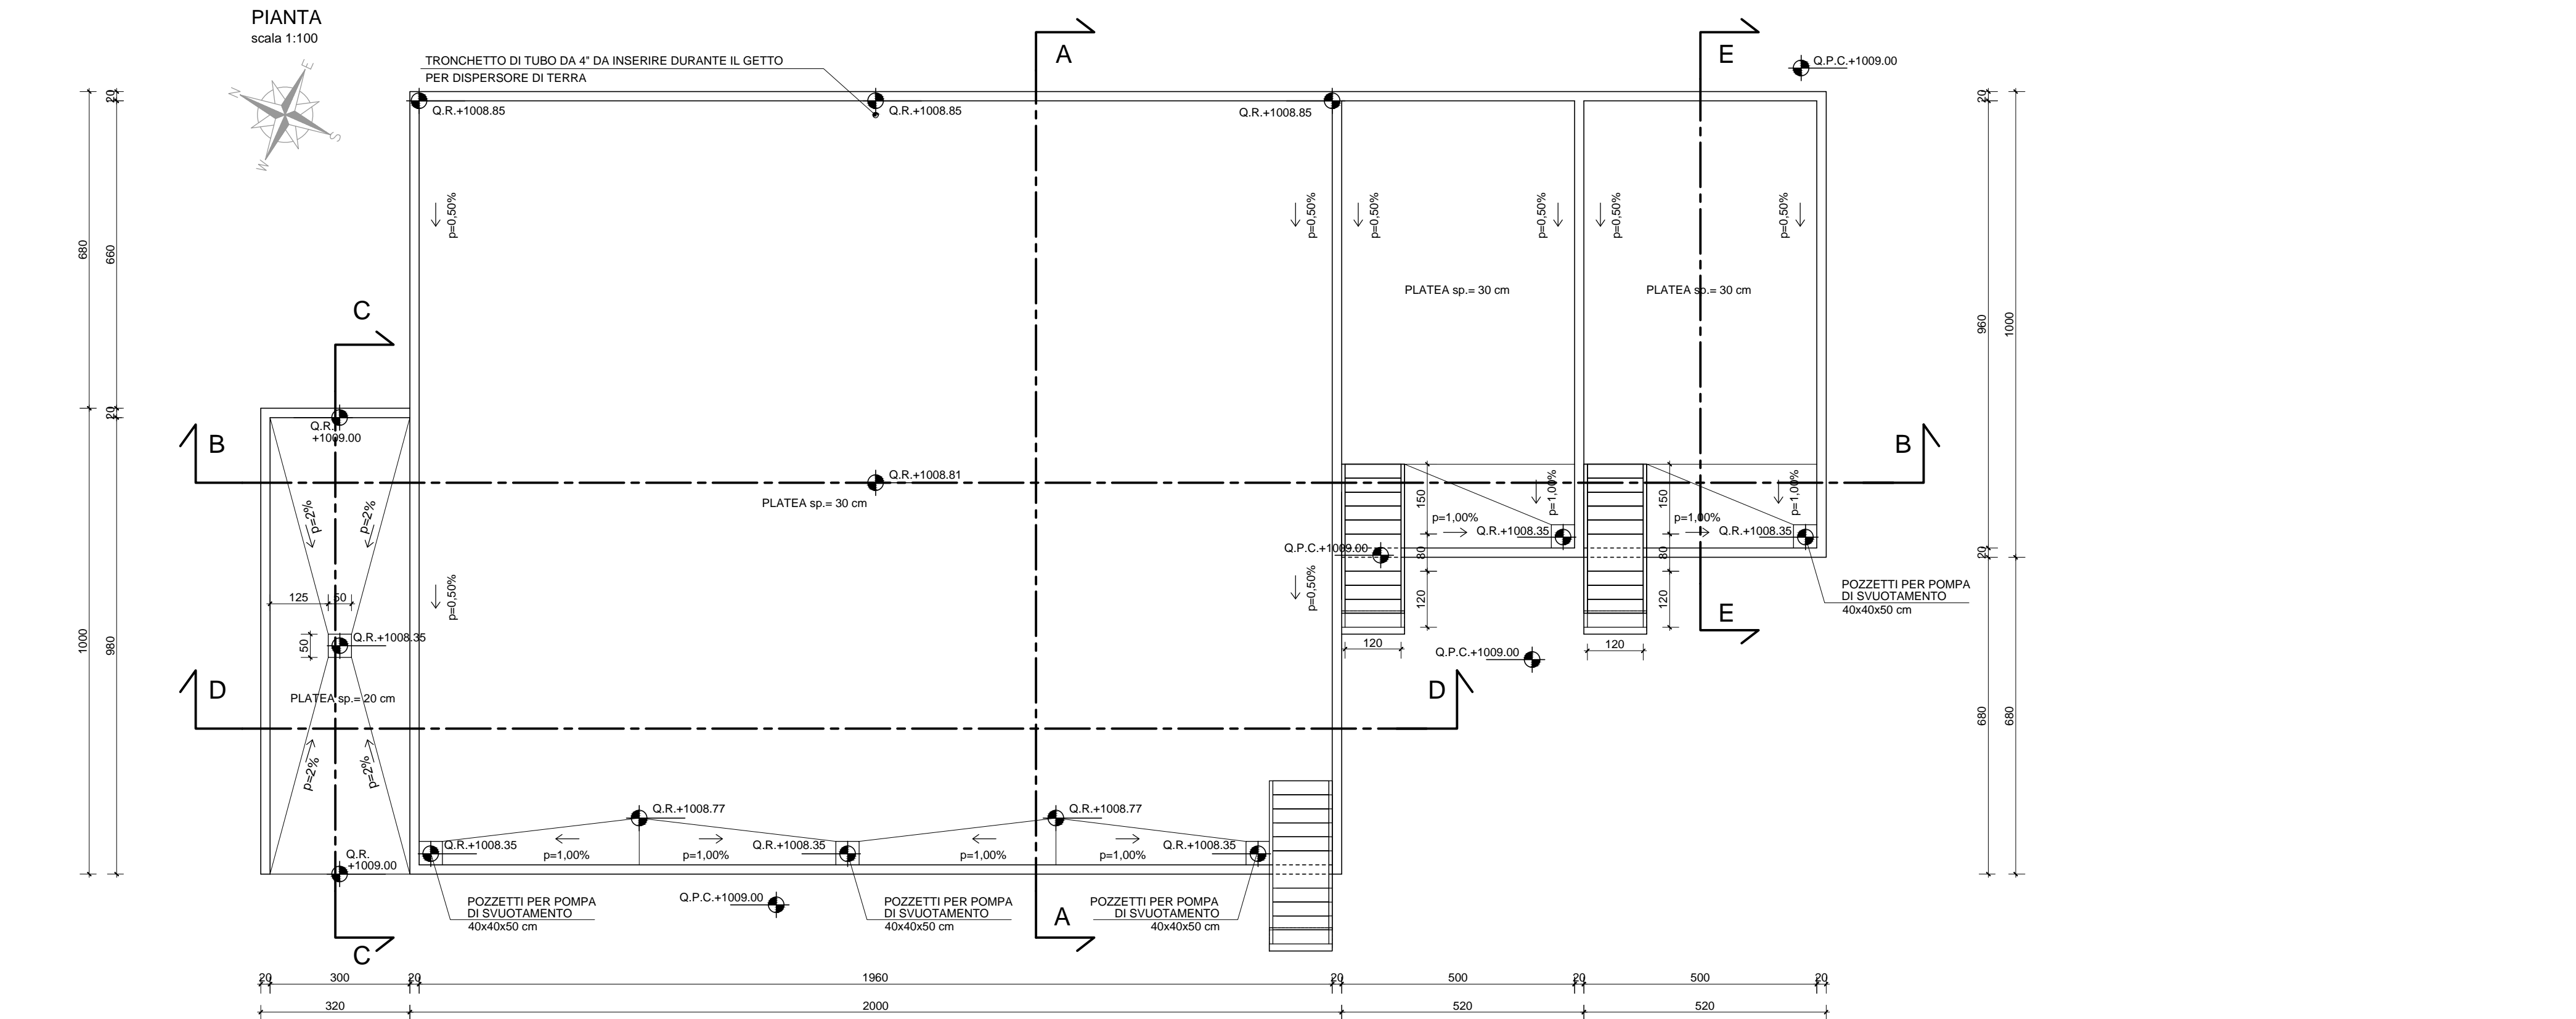 PIANTA
scala 1:100
N
E
S
W
TRONCHETTO DI TUBO DA 4" DA INSERIRE DURANTE IL GETTO
PER DISPERSORE DI TERRA
A
E
Q.P.C.+1009.00
Q.R.+1008.85
Q.R.+1008.85
Q.R.+1008.85
20
20
20
680
660
p=0,50%
p=0,50%
p=0,50%
p=0,50%
p=0,50%
p=0,50%
PLATEA sp.= 30 cm
PLATEA sp.= 30 cm
960
1000
C
20
Q.R.
+1009.00
B
B
Q.R.+1008.81
PLATEA sp.= 30 cm
p=2%
p=2%
150
p=1,00%
p=1,00%
Q.R.+1008.35
150
p=1,00%
p=1,00%
Q.R.+1008.35
Q.P.C.+1009.00
80
80
20
p=0,50%
p=0,50%
POZZETTI PER POMPA
DI SVUOTAMENTO
40x40x50 cm
125
50
120
120
E
1000
980
50
Q.R.+1008.35
120
120
Q.P.C.+1009.00
D
D
PLATEA sp.= 20 cm
680
680
p=2%
p=2%
Q.R.+1008.77
Q.R.+1008.77
Q.R.+1008.35
Q.R.+1008.35
Q.R.+1008.35
p=1,00%
p=1,00%
p=1,00%
p=1,00%
Q.R.
+1009.00
POZZETTI PER POMPA
DI SVUOTAMENTO
40x40x50 cm
Q.P.C.+1009.00
POZZETTI PER POMPA
DI SVUOTAMENTO
40x40x50 cm
POZZETTI PER POMPA
DI SVUOTAMENTO
40x40x50 cm
A
C
20
300
20
1960
20
500
20
500
20
320
2000
520
520